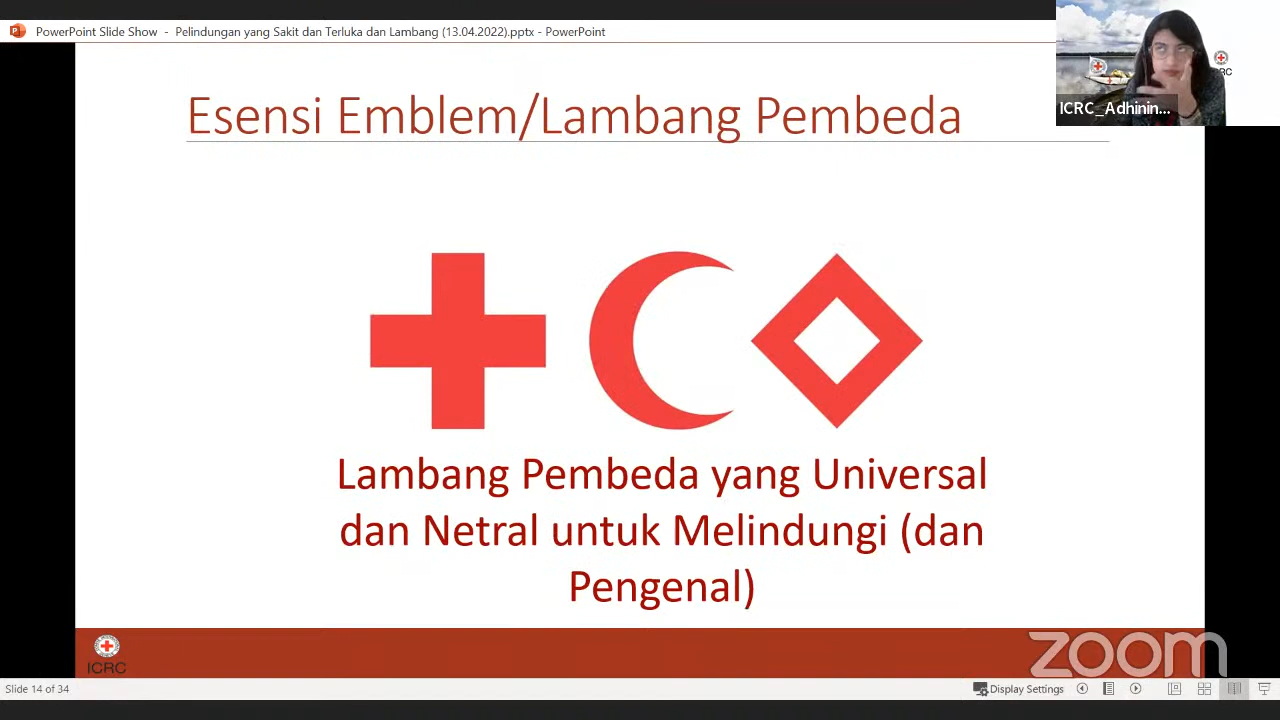 PowerPoint Slide Show - Pelindungan yang Sakit dan Terluka dan Lambang (13.04.2022).pptx - PowerPoint
Esensi Emblem/Lambang Pembeda
ICRC_Adhinin...
Lambang Pembeda yang Universal
dan Netral untuk Melindungi (dan
Pengenal)
ICRC
zoom
Slide 14 of 34
Display Settings